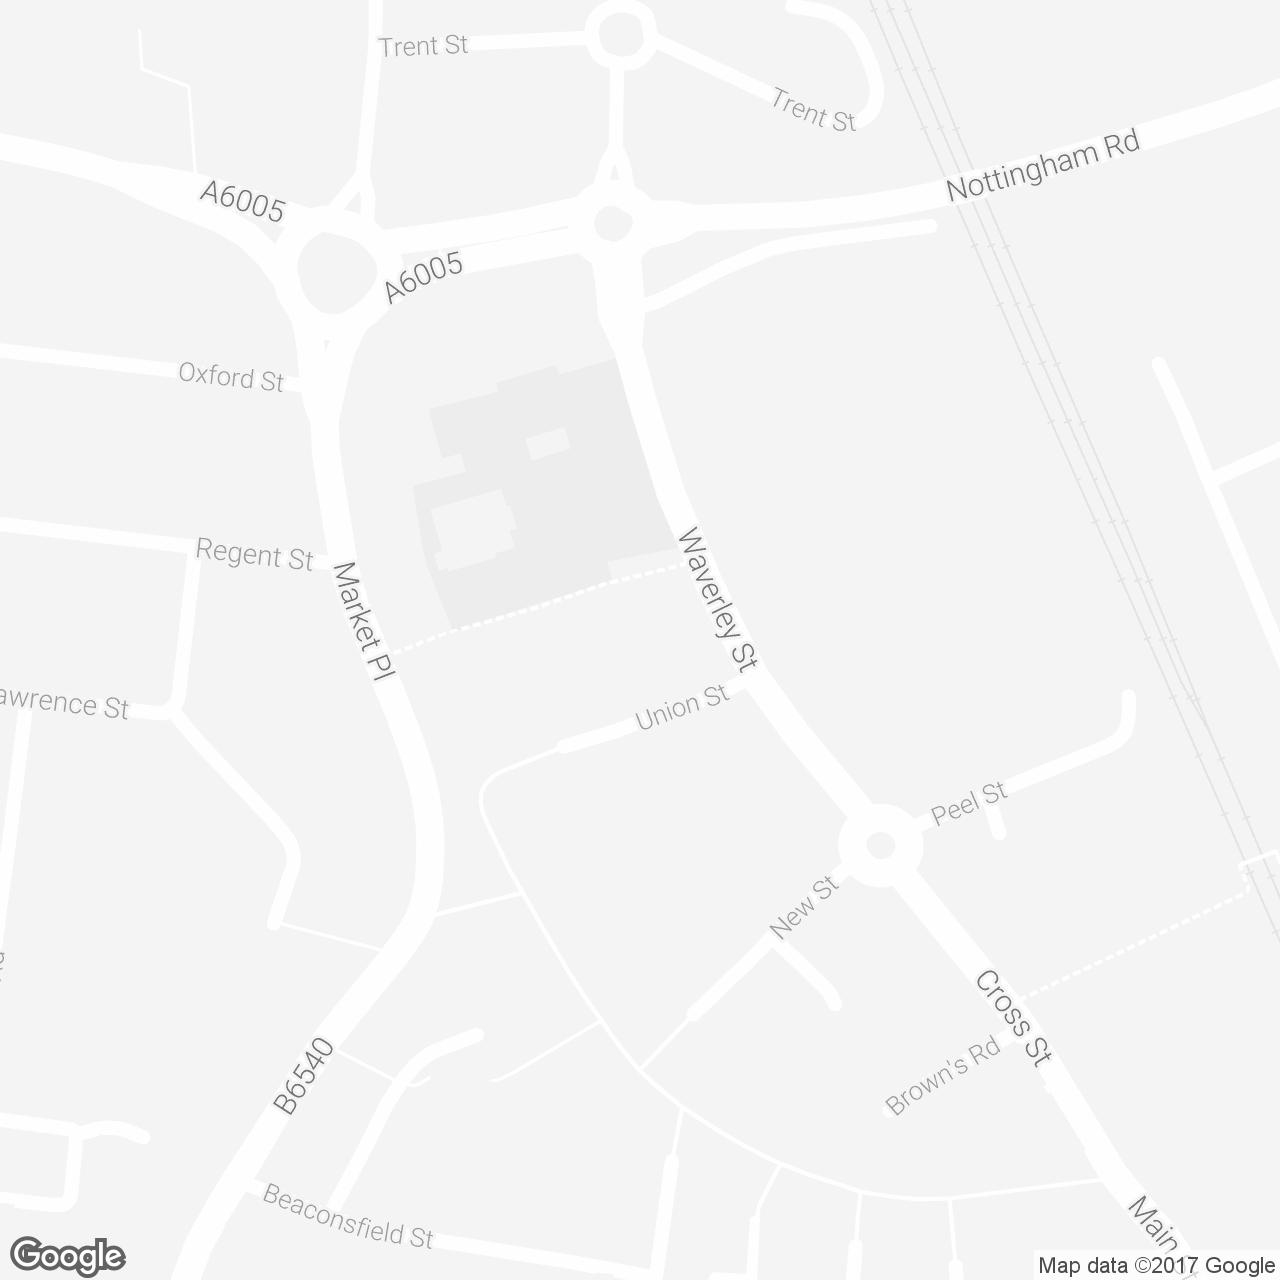 Trent St
Trent St
Nottingham Rd
A6005
A6005
Oxford St
Regent St
Market Pl
Waverley St
awrence St
Union St
Peel St
New St
Cross St
Brown's Rd
B6540
Beaconsfield St
Main
Google
Map data ©2017 Google